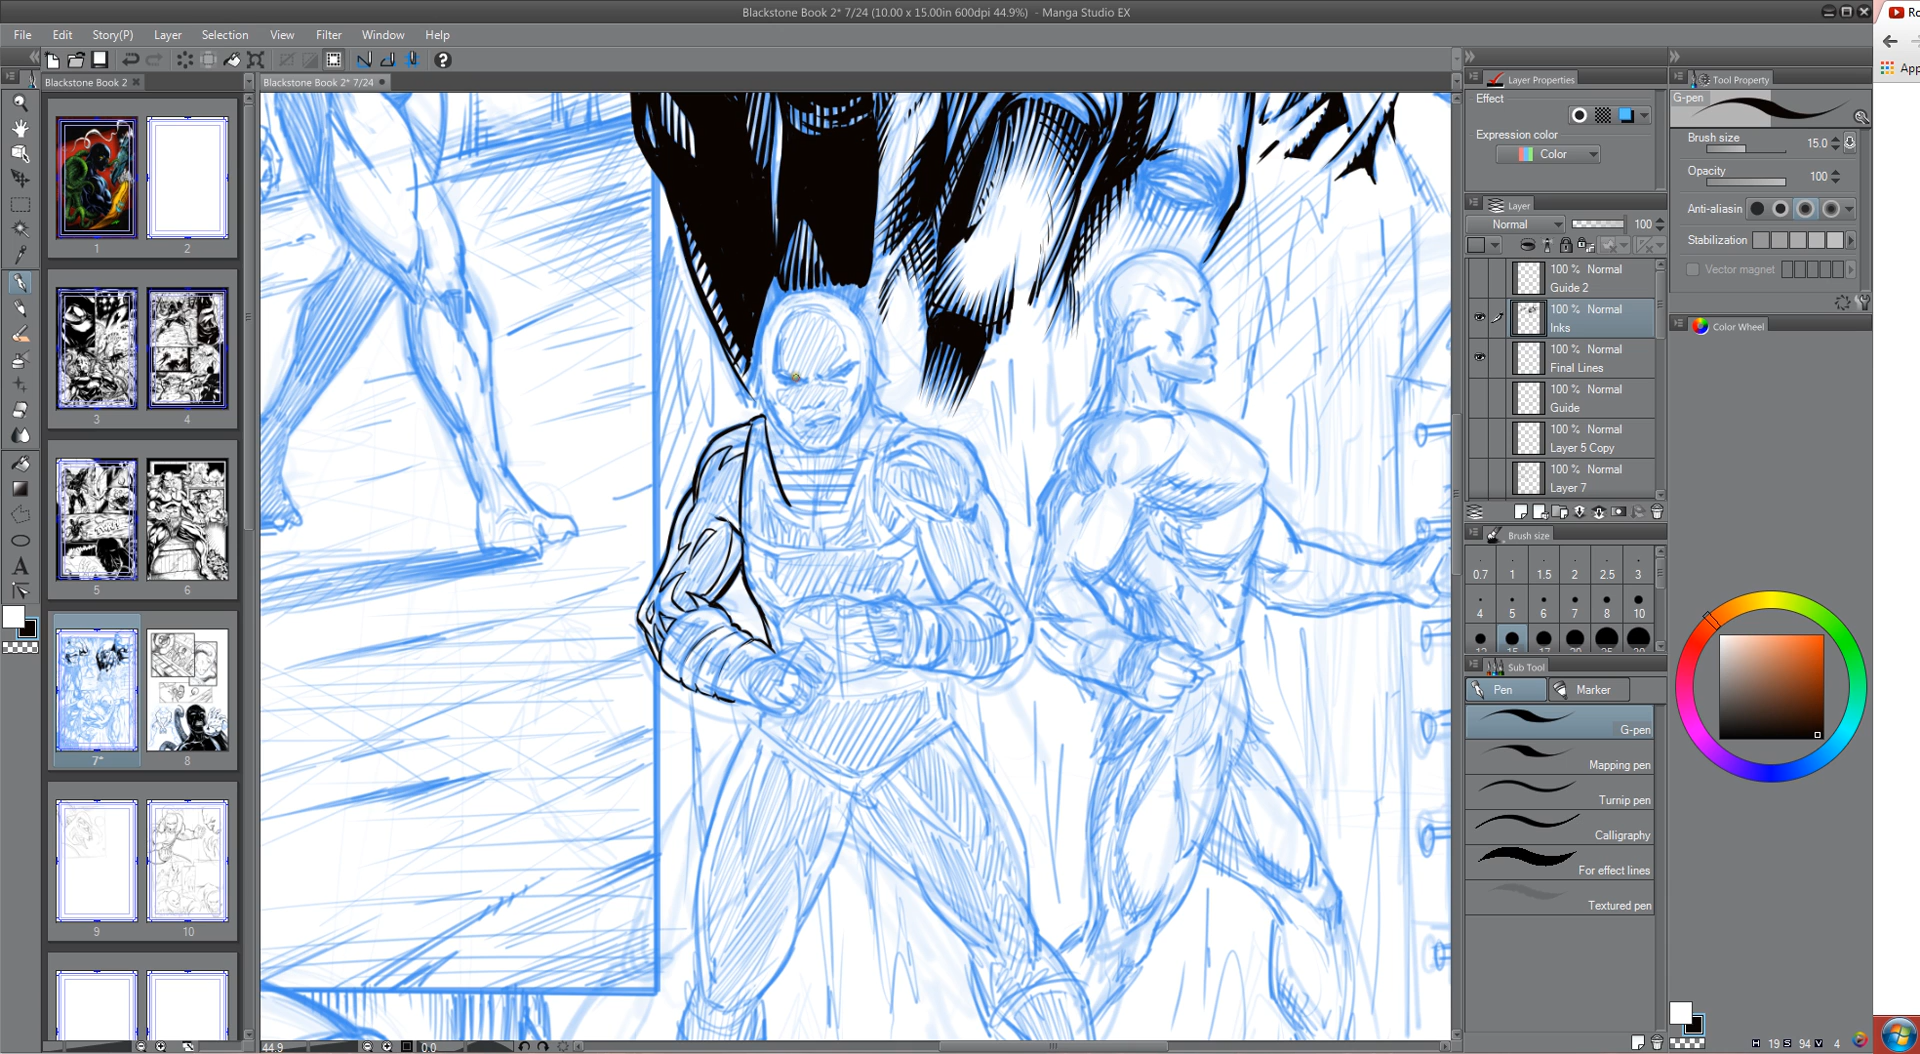 Blackstone Book 2* 7/24 (10.00 x 15.00in 600dpi 44.9%) - Manga Studio EX
File Edit Story(P) Layer Selection View Filter Window Help
Blackstone Book 2
Blackstone Book 2* 7/24
1 2
3 4
5 6
7* 8
9 10
44.9
0.0
Layer Properties
Effect
Expression color
Color
Layer
Normal 100
100 % Normal
Guide 2
100 % Normal
Inks
100 % Normal
Final Lines
100 % Normal
Guide
100 % Normal
Layer 5 Copy
100 % Normal
Layer 7
Brush size
0.7 1 1.5 2 2.5 3
4 5 6 7 8 10
Sub Tool
Pen Marker
G-pen
Mapping pen
Turnip pen
Calligraphy
For effect lines
Textured pen
Tool Property
G-pen
Brush size 15.0
Opacity 100
Anti-aliasin
Stabilization
Vector magnet
Color Wheel
H 19 S 94 V 4
Ro
App